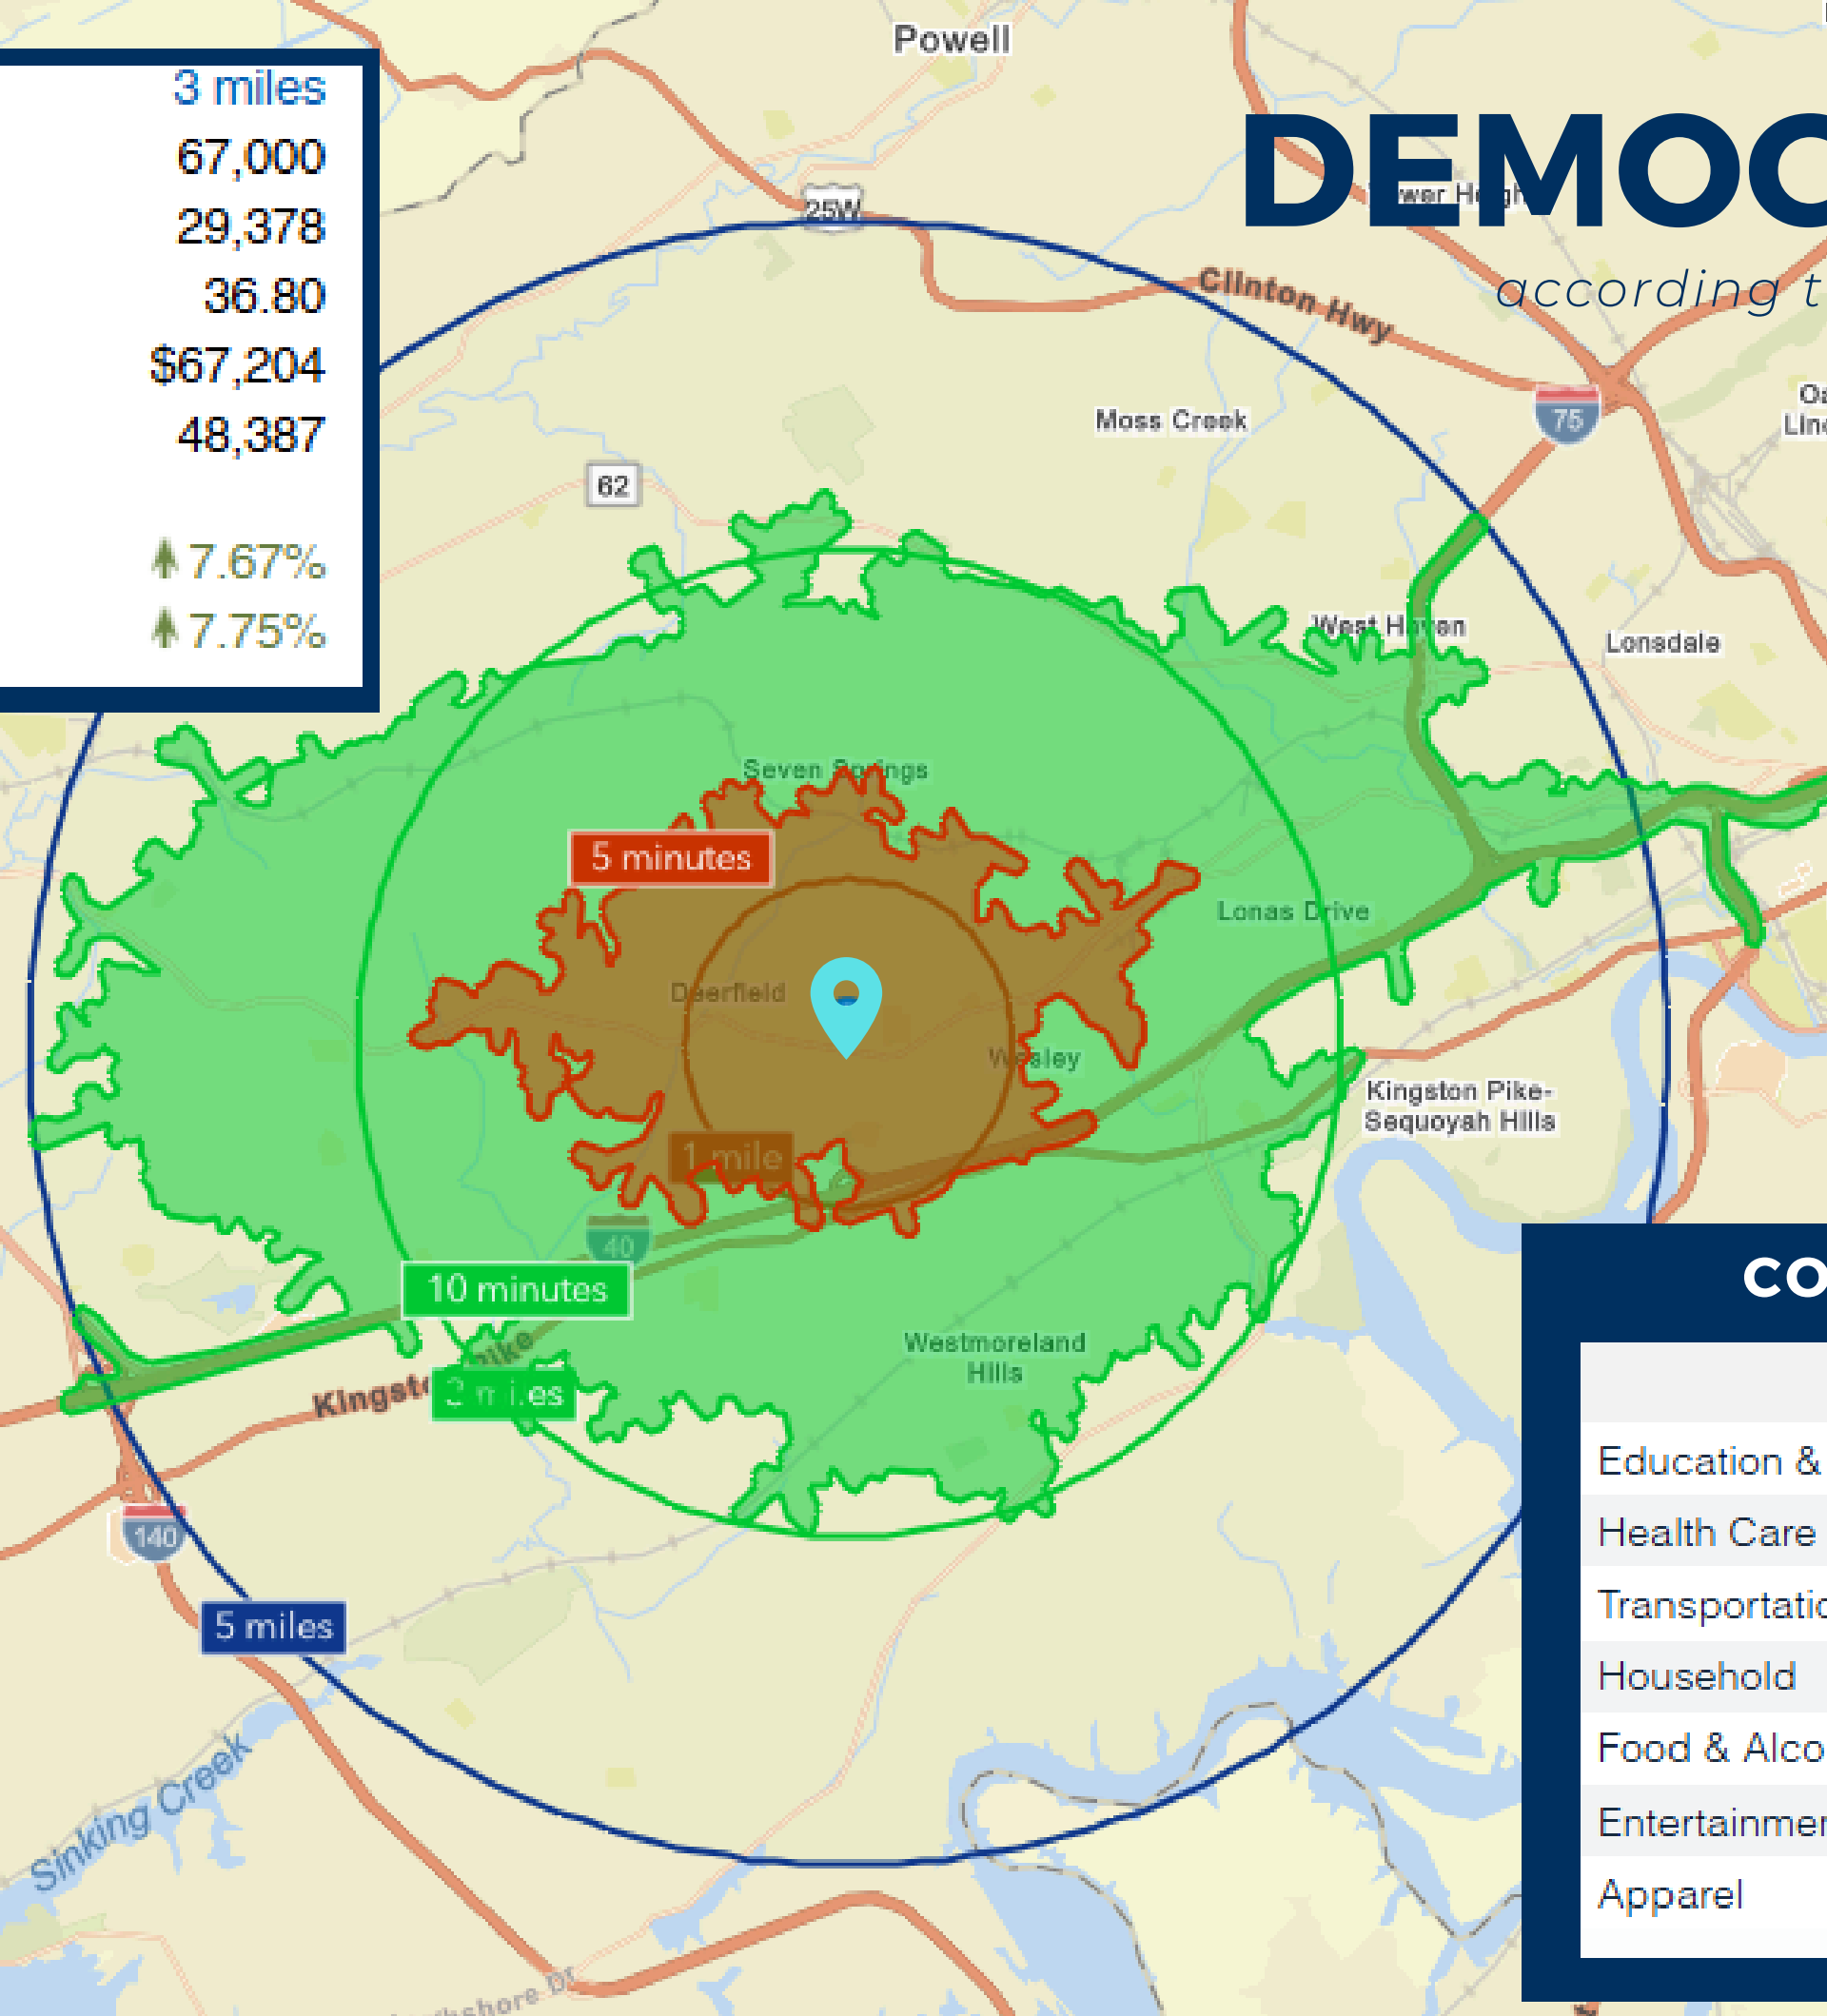 Powell
3 miles
67,000
29,378
36.80
$67,204
48,387
7.67%
7.75%
DEMOG
according t
25W
Clinton Hwy
75
Moss Creek
62
West Haven
Lonsdale
Seven Springs
5 minutes
Lonas Drive
Deerfield
Wesley
Kingston Pike-
Sequoyah Hills
1 mile
40
10 minutes
Westmoreland
Hills
3 miles
140
5 miles
Sinking Creek
CO
Education &
Health Care
Transportatio
Household
Food & Alco
Entertainmen
Apparel